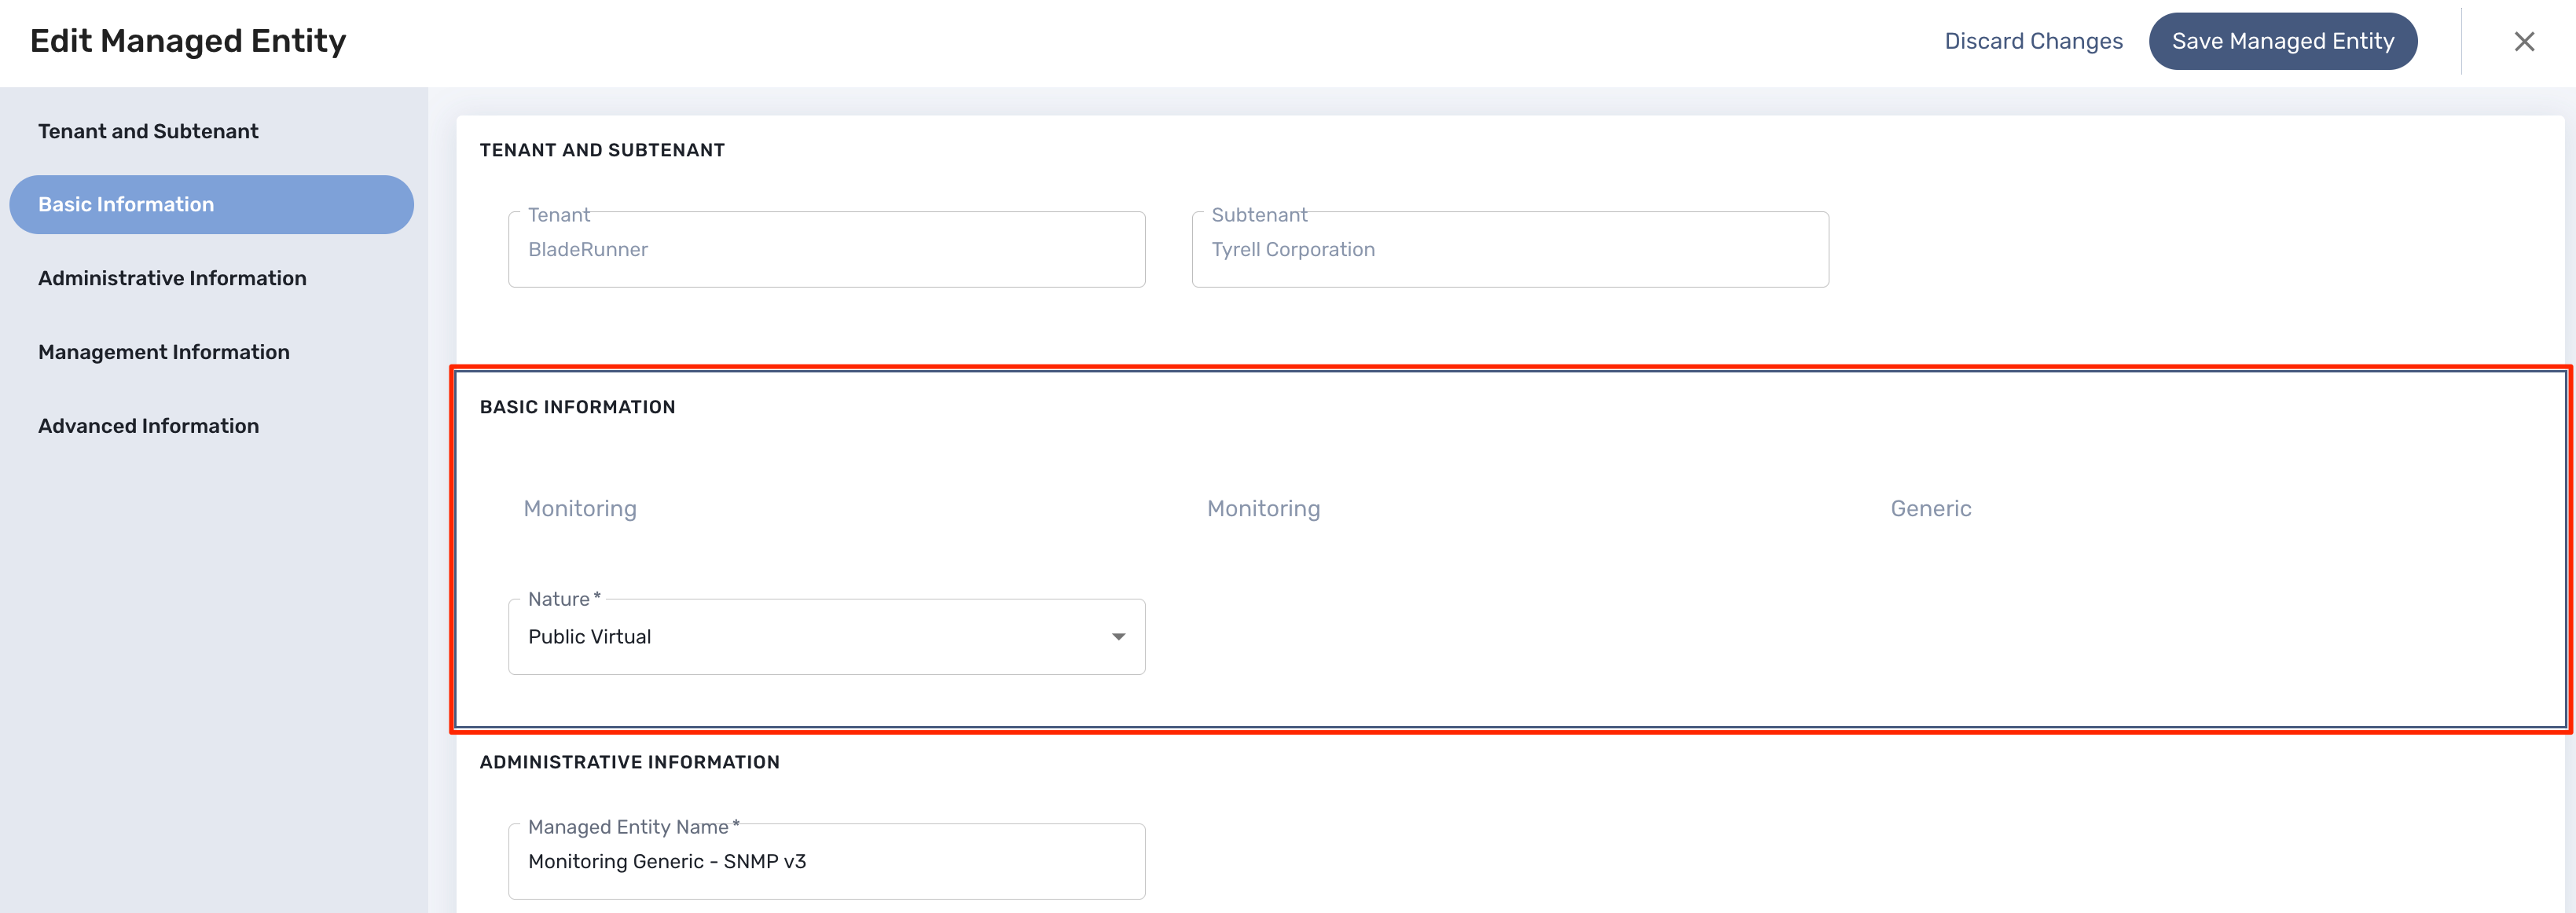 Edit Managed Entity
Discard Changes
Save Managed Entity
Tenant and Subtenant
Basic Information
Administrative Information
Management Information
Advanced Information
TENANT AND SUBTENANT
Tenant
BladeRunner
Subtenant
Tyrell Corporation
BASIC INFORMATION
Monitoring
Monitoring
Generic
Nature *
Public Virtual
ADMINISTRATIVE INFORMATION
Managed Entity Name *
Monitoring Generic - SNMP v3